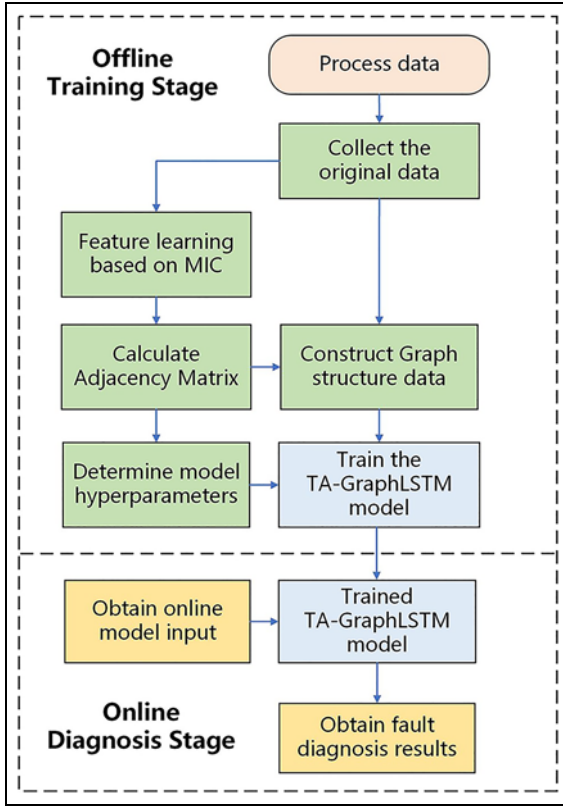 Offline
Training Stage
Process data
Collect the
original data
Feature learning
based on MIC
Calculate
Adjacency Matrix
Construct Graph
structure data
Determine model
hyperparameters
Train the
TA-GraphLSTM
model
Obtain online
model input
Trained
TA-GraphLSTM
model
Online
Diagnosis Stage
Obtain fault
diagnosis results